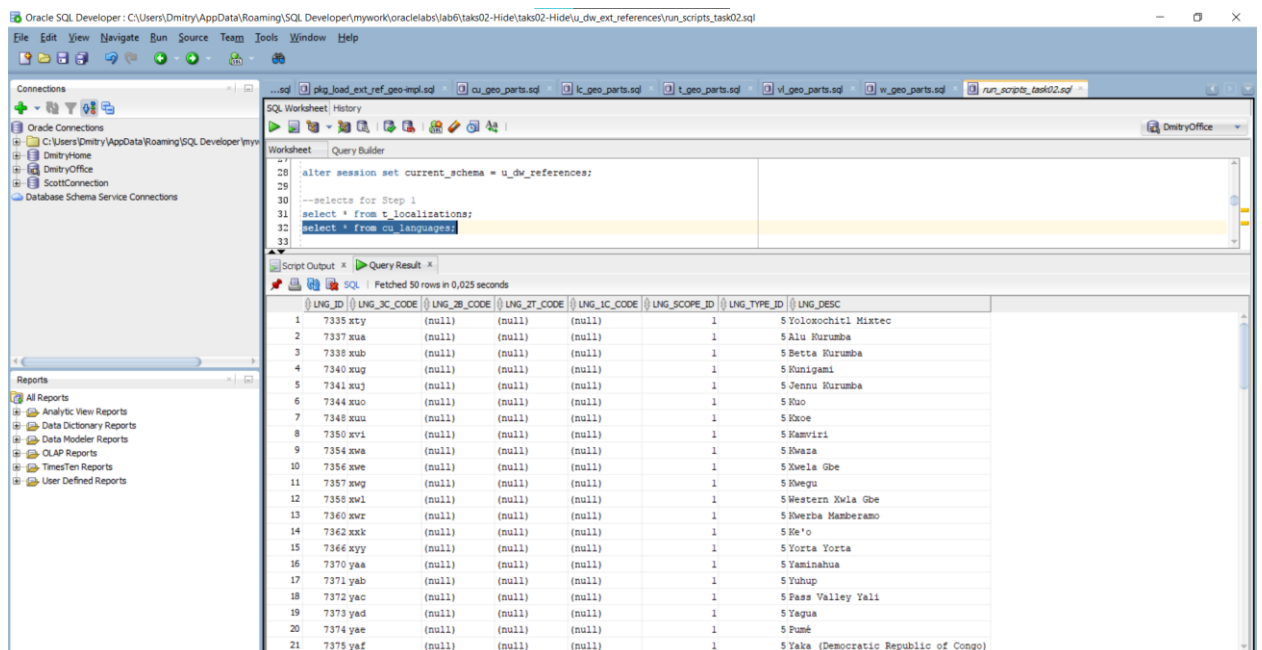 Oracle SQL Developer : C:\Users\Dmitry\AppData\Roaming\SQL Developer\mywork\oraclelabs\lab6\taks02-Hide\taks02-Hide\u_dw_ext_references\run_scripts_task02.sql
File Edit View Navigate Run Source Team Tools Window Help
Connections
Oracle Connections
C:\Users\Dmitry\AppData\Roaming\SQL Developer\myw
DmitryHome
DmitryOffice
ScottConnection
Database Schema Service Connections
Reports
All Reports
Analytic View Reports
Data Dictionary Reports
Data Modeler Reports
OLAP Reports
TimesTen Reports
User Defined Reports
...sql pkg_load_ext_ref_geo-impl.sql cu_geo_parts.sql lc_geo_parts.sql t_geo_parts.sql vl_geo_parts.sql w_geo_parts.sql run_scripts_task02.sql
SQL Worksheet History
DmitryOffice
Worksheet Query Builder
27
28 alter session set current_schema = u_dw_references;
29
30 --selects for Step 1
31 select * from t_localizations;
32 select * from cu_languages;
33
Script Output x Query Result x
SQL | Fetched 50 rows in 0,025 seconds
LNG_ID LNG_3C_CODE LNG_2B_CODE LNG_2T_CODE LNG_1C_CODE LNG_SCOPE_ID LNG_TYPE_ID LNG_DESC
1 7335 xty (null) (null) (null) 1 5 Yoloxochitl Mixtec
2 7337 xua (null) (null) (null) 1 5 Alu Kurumba
3 7338 xub (null) (null) (null) 1 5 Betta Kurumba
4 7340 xug (null) (null) (null) 1 5 Kunigami
5 7341 xuj (null) (null) (null) 1 5 Jennu Kurumba
6 7344 xuo (null) (null) (null) 1 5 Kuo
7 7348 xuu (null) (null) (null) 1 5 Kxoe
8 7350 xvi (null) (null) (null) 1 5 Kamviri
9 7354 xwa (null) (null) (null) 1 5 Kwaza
10 7356 xwe (null) (null) (null) 1 5 Xwela Gbe
11 7357 xwg (null) (null) (null) 1 5 Kwegu
12 7358 xwl (null) (null) (null) 1 5 Western Xwla Gbe
13 7360 xwr (null) (null) (null) 1 5 Kwerba Mamberamo
14 7362 xxk (null) (null) (null) 1 5 Ke'o
15 7366 xyy (null) (null) (null) 1 5 Yorta Yorta
16 7370 yaa (null) (null) (null) 1 5 Yaminahua
17 7371 yab (null) (null) (null) 1 5 Yuhup
18 7372 yac (null) (null) (null) 1 5 Pass Valley Yali
19 7373 yad (null) (null) (null) 1 5 Yagua
20 7374 yae (null) (null) (null) 1 5 Pumé
21 7375 yaf (null) (null) (null) 1 5 Yaka (Democratic Republic of Congo)